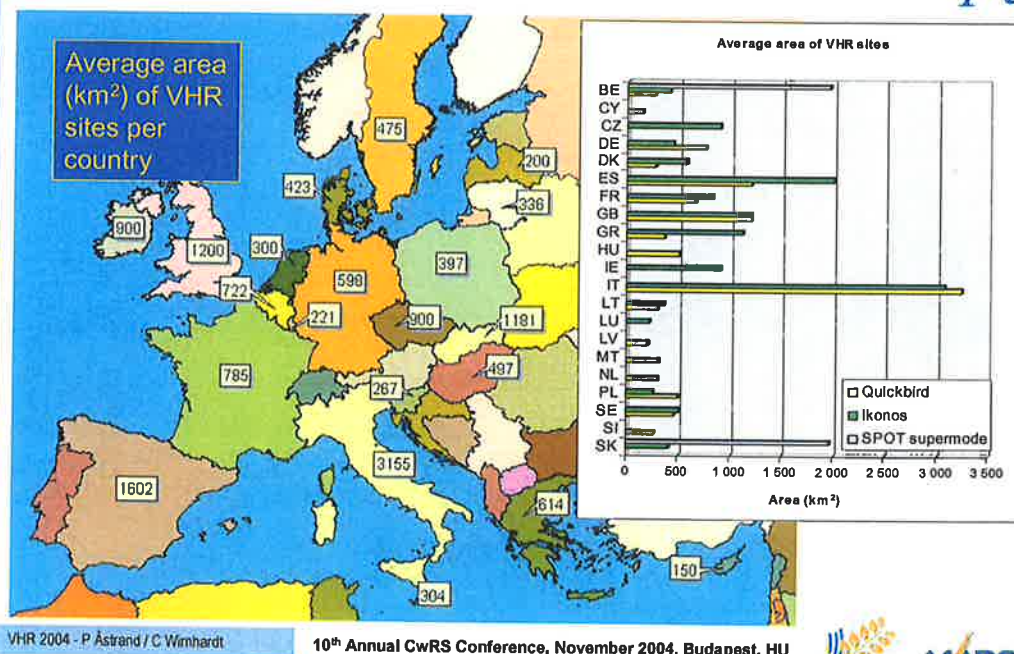 Average area
(km²) of VHR
sites per
country
475
200
423
336
900
1200
300
397
598
722
221
900
1181
785
497
267
3155
1602
614
150
304
Average area of VHR sites
BE
CY
CZ
DE
DK
ES
FR
GB
GR
HU
IE
IT
LT
LU
LV
MT
NL
PL
SE
SI
SK
Quickbird
Ikonos
SPOT supermode
0 500 1 000 1 500 2 000 2 500 3 000 3 500
Area (km²)
VHR 2004 - P Åstrand / C Wirnhardt
10th Annual CwRS Conference, November 2004, Budapest, HU
MARS